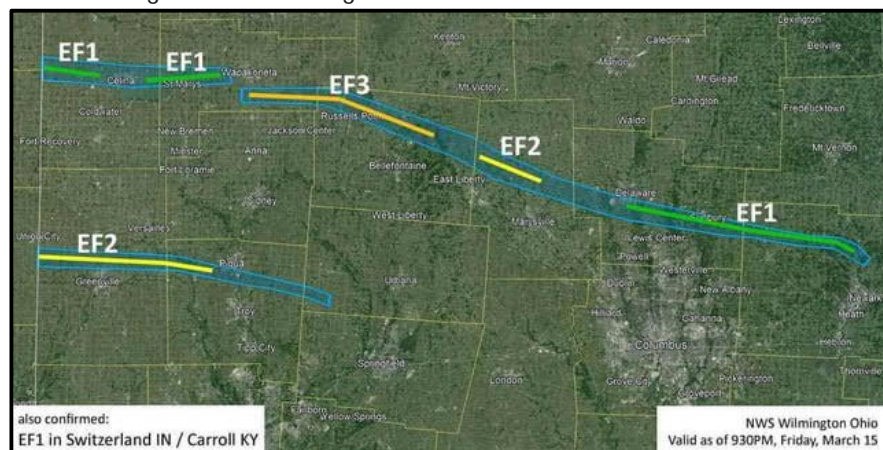 EF1
EF1
EF3
EF2
EF1
EF2
Lexington
Kenton
Caledonia
Marion
Bellville
Wapakoneta
Celina
St Marys
Mt Victory
Mt Gilead
Coldwater
Cardington
Fredericktown
Russells Point
Waldo
New Bremen
Jackson Center
Fort Recovery
Mt Vernon
Minster
Anna
Fort Loramie
Bellefontaine
East Liberty
Delaware
Sidney
Versailles
West Liberty
Marysville
Sunbury
Union City
Lewis Center
Powell
Piqua
Westerville
Greenville
Urbana
Dublin
New Albany
Newark
Heath
Troy
Hilliard
Gahanna
Hebron
Tipp City
Columbus
Springfield
Thornville
London
Grove City
Pickerington
Groveport
Fairborn
Yellow Springs
also confirmed:
EF1 in Switzerland IN / Carroll KY
NWS Wilmington Ohio
Valid as of 930PM, Friday, March 15